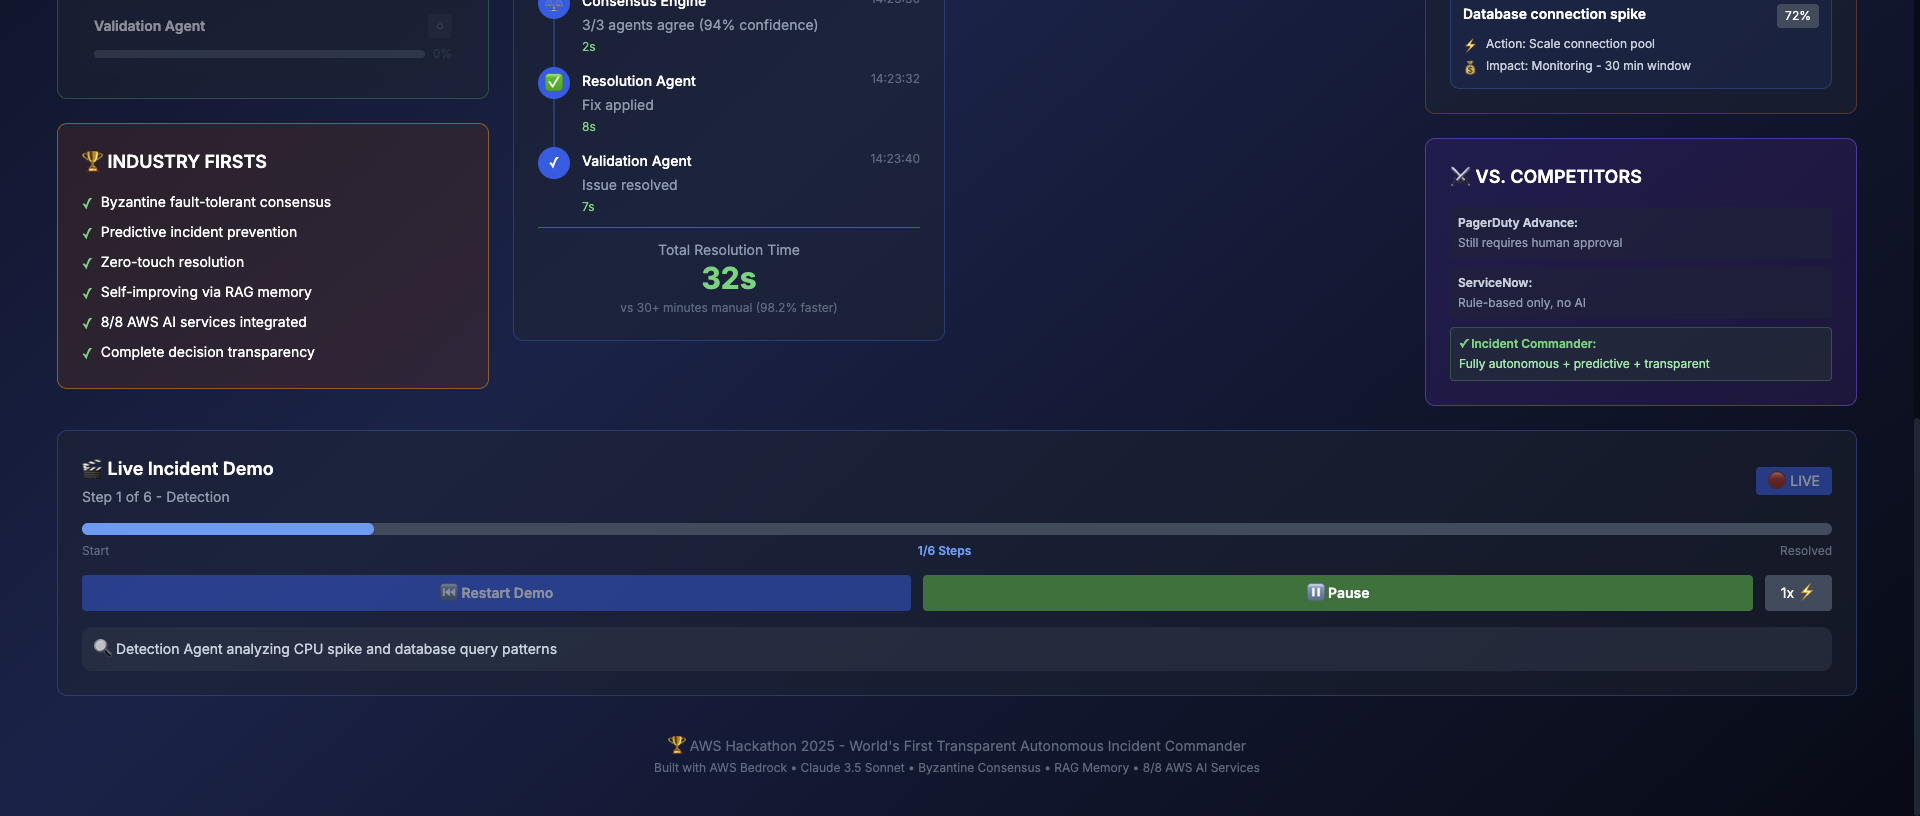 Validation Agent
0%
🏆 INDUSTRY FIRSTS
✓ Byzantine fault-tolerant consensus
✓ Predictive incident prevention
✓ Zero-touch resolution
✓ Self-improving via RAG memory
✓ 8/8 AWS AI services integrated
✓ Complete decision transparency
Consensus Engine
14:23:30
3/3 agents agree (94% confidence)
2s
Resolution Agent
14:23:32
Fix applied
8s
Validation Agent
14:23:40
Issue resolved
7s
Total Resolution Time
32s
vs 30+ minutes manual (98.2% faster)
Database connection spike
72%
⚡ Action: Scale connection pool
💰 Impact: Monitoring - 30 min window
⚔️ VS. COMPETITORS
PagerDuty Advance:
Still requires human approval
ServiceNow:
Rule-based only, no AI
✓ Incident Commander:
Fully autonomous + predictive + transparent
🎬 Live Incident Demo
Step 1 of 6 - Detection
🔴 LIVE
Start
1/6 Steps
Resolved
⏮️ Restart Demo
⏸️ Pause
1x ⚡
🔍 Detection Agent analyzing CPU spike and database query patterns
🏆 AWS Hackathon 2025 - World's First Transparent Autonomous Incident Commander
Built with AWS Bedrock • Claude 3.5 Sonnet • Byzantine Consensus • RAG Memory • 8/8 AWS AI Services